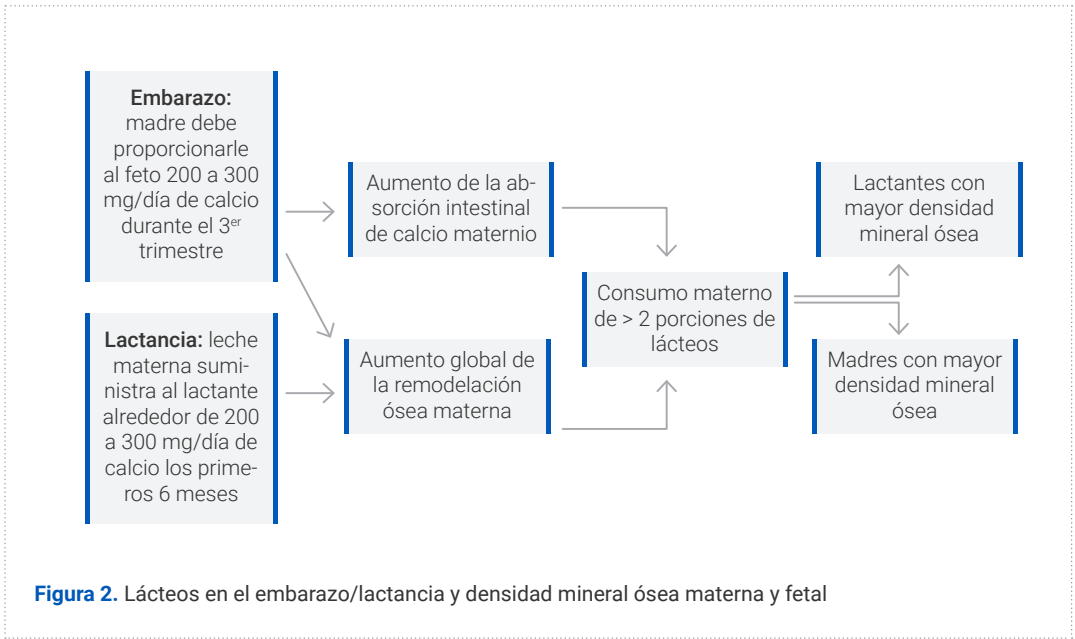 Embarazo:
madre debe
proporcionarle
al feto 200 a 300
mg/día de calcio
durante el 3er
trimestre
Lactancia: leche
materna sumi-
nistra al lactante
alrededor de 200
a 300 mg/día de
calcio los prime-
ros 6 meses
Aumento de la ab-
sorción intestinal
de calcio maternio
Aumento global de
la remodelación
ósea materna
Consumo materno
de > 2 porciones de
lácteos
Lactantes con
mayor densidad
mineral ósea
Madres con mayor
densidad mineral
ósea
Figura 2. Lácteos en el embarazo/lactancia y densidad mineral ósea materna y fetal